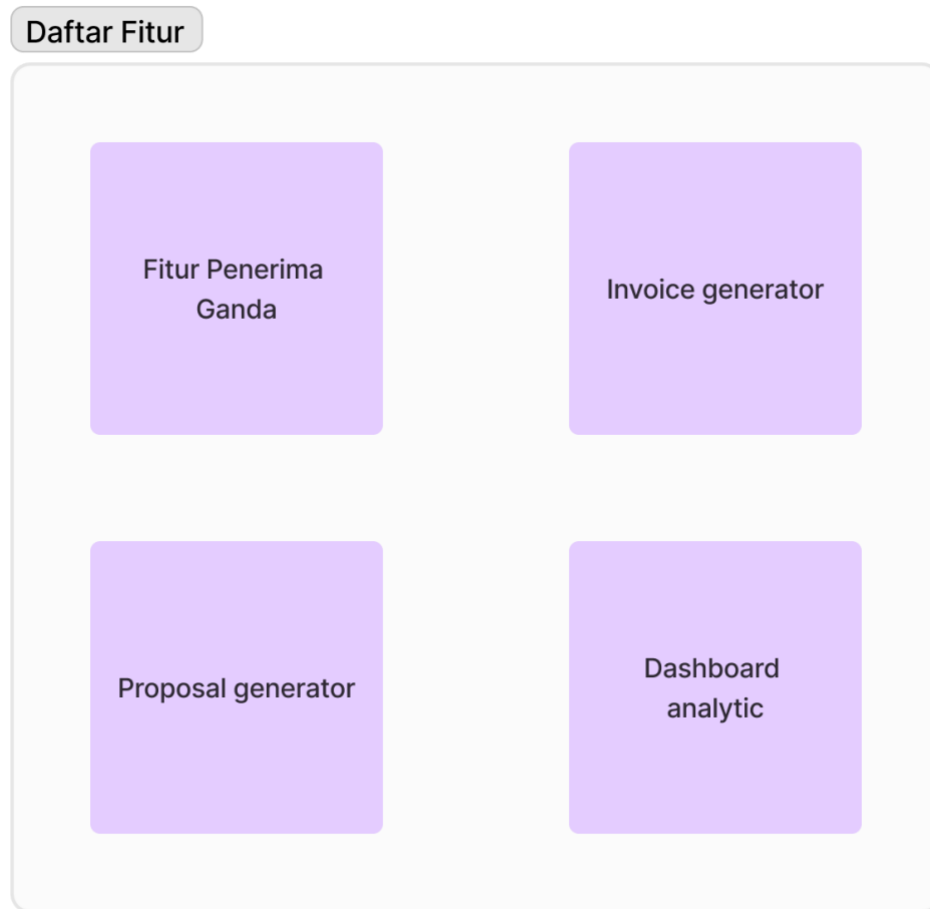 Daftar Fitur
Fitur Penerima
Ganda
Invoice generator
Proposal generator
Dashboard
analytic